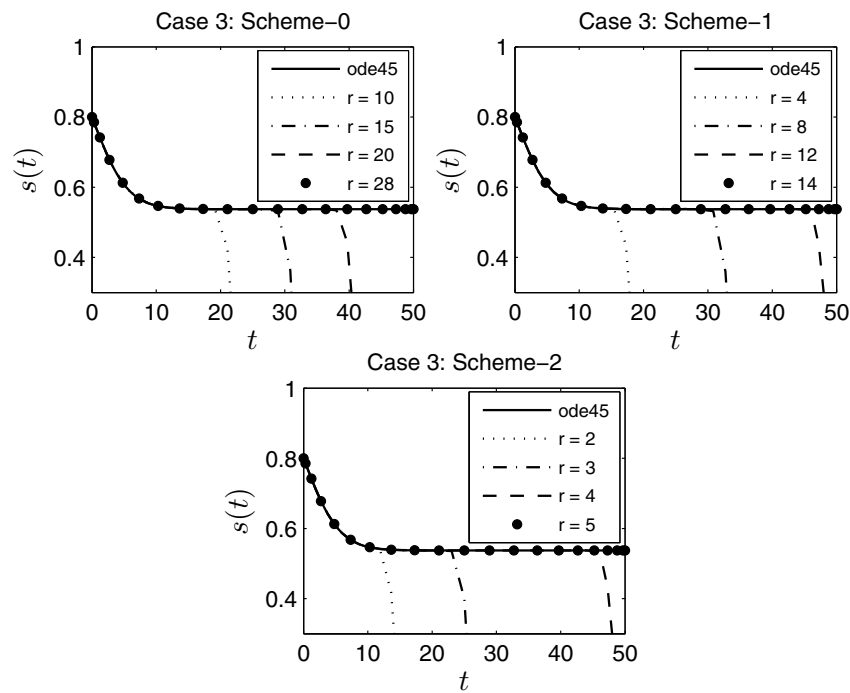 Case 3: Scheme−0
1
0.8
0.6
0.4
s(t)
0 10 20 30 40 50
t
ode45
r = 10
r = 15
r = 20
r = 28
Case 3: Scheme−1
1
0.8
0.6
0.4
s(t)
0 10 20 30 40 50
t
ode45
r = 4
r = 8
r = 12
r = 14
Case 3: Scheme−2
1
0.8
0.6
0.4
s(t)
0 10 20 30 40 50
t
ode45
r = 2
r = 3
r = 4
r = 5